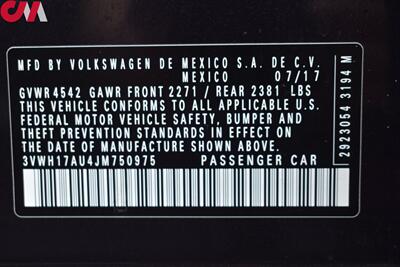 CMA
MFD BY VOLKSWAGEN DE MEXICO S.A. DE C.V.
MEXICO 07/17
GVWR 4542 GAWR FRONT 2271 / REAR 2381 LBS
THIS VEHICLE CONFORMS TO ALL APPLICABLE U.S.
FEDERAL MOTOR VEHICLE SAFETY, BUMPER, AND
THEFT PREVENTION STANDARDS IN EFFECT ON THE
DATE OF MANUFACTURE SHOWN ABOVE.
3VWH17AU4JM750975 PASSENGER CAR
2923054 3194 M